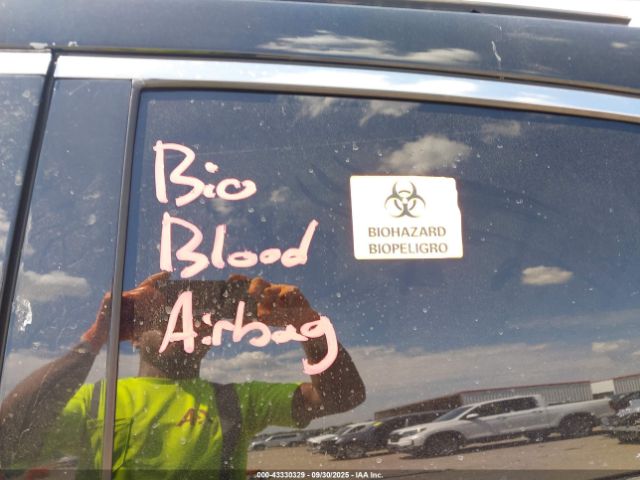 Bio
Blood
Airbag
BIOHAZARD
BIOPELIGRO
000-43330329 - 09/30/2025 - IAA Inc.